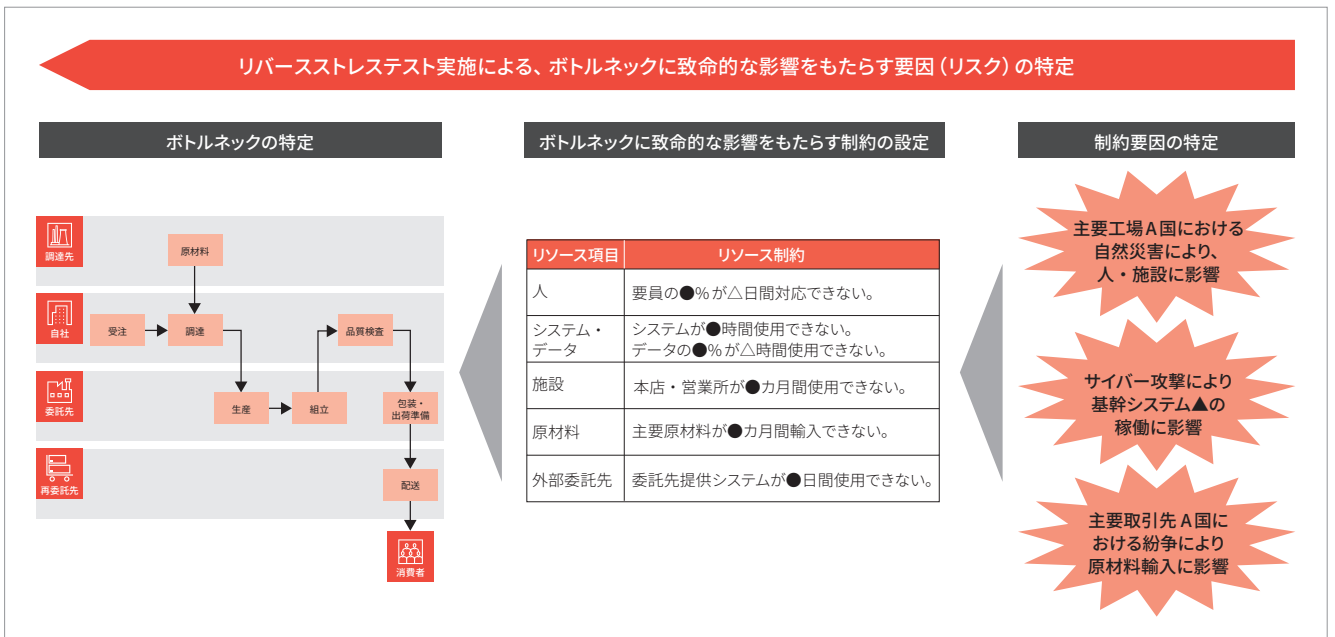 リバースストレステスト実施による、ボトルネックに致命的な影響をもたらす要因（リスク）の特定
ボトルネックの特定
調達先
原材料
自社
受注
調達
品質検査
委託先
生産
組立
包装・
出荷準備
再委託先
配送
消費者
ボトルネックに致命的な影響をもたらす制約の設定
リソース項目
リソース制約
人
要員の●%が△日間対応できない。
システム・
データ
システムが●時間使用できない。
データの●%が△時間使用できない。
施設
本店・営業所が●カ月間使用できない。
原材料
主要原材料が●カ月間輸入できない。
外部委託先
委託先提供システムが●日間使用できない。
制約要因の特定
主要工場A国における
自然災害により、
人・施設に影響
サイバー攻撃により
基幹システム▲の
稼働に影響
主要取引先A国に
おける紛争により
原材料輸入に影響